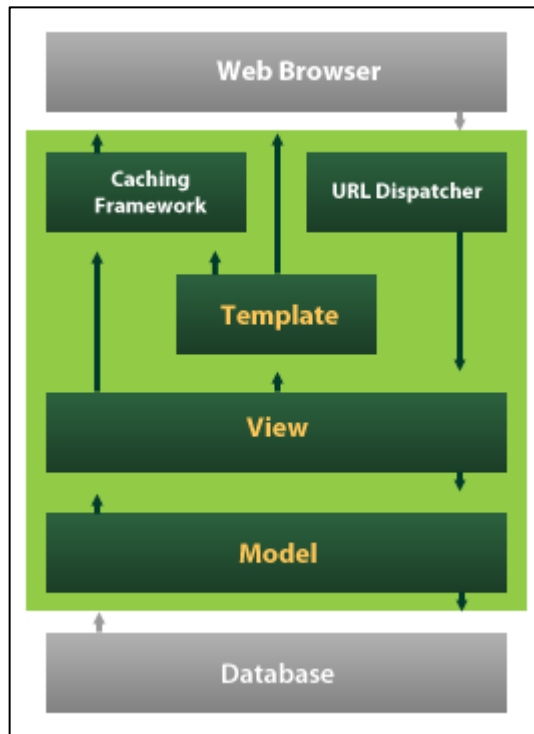 Web Browser
Caching
Framework
URL Dispatcher
Template
View
Model
Database